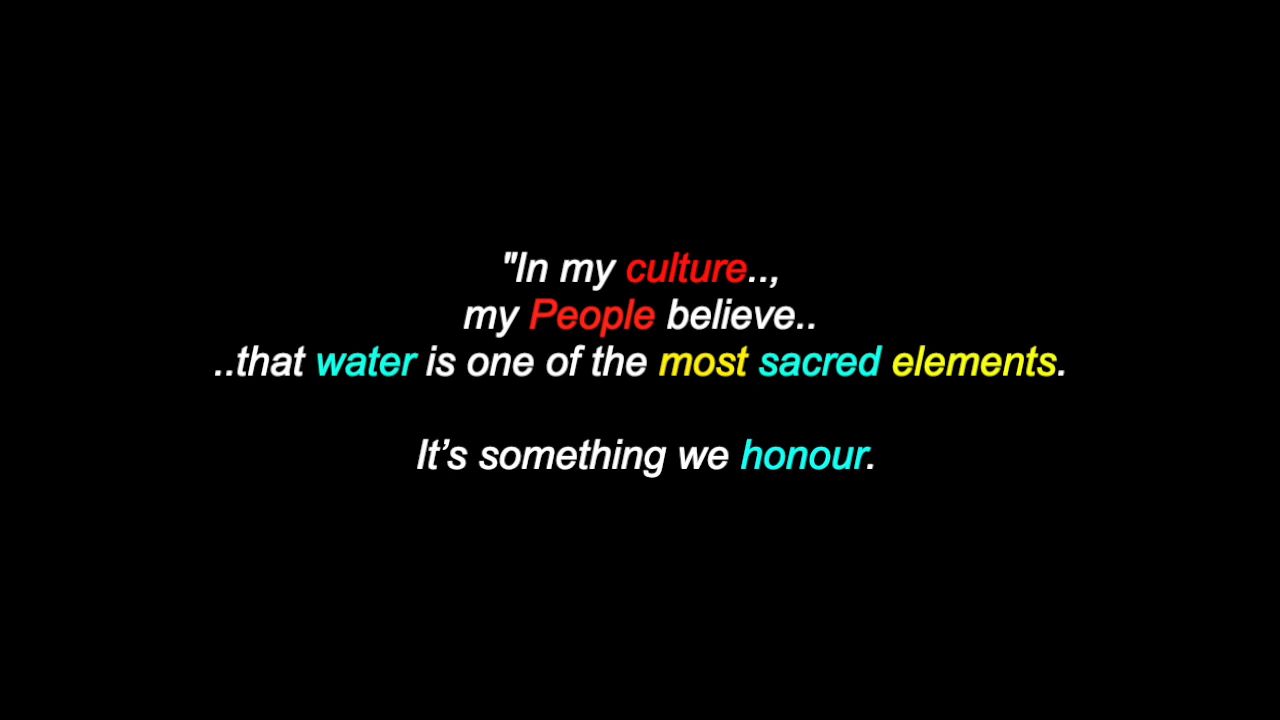 "In my culture..,
my People believe..
..that water is one of the most sacred elements.
It’s something we honour.